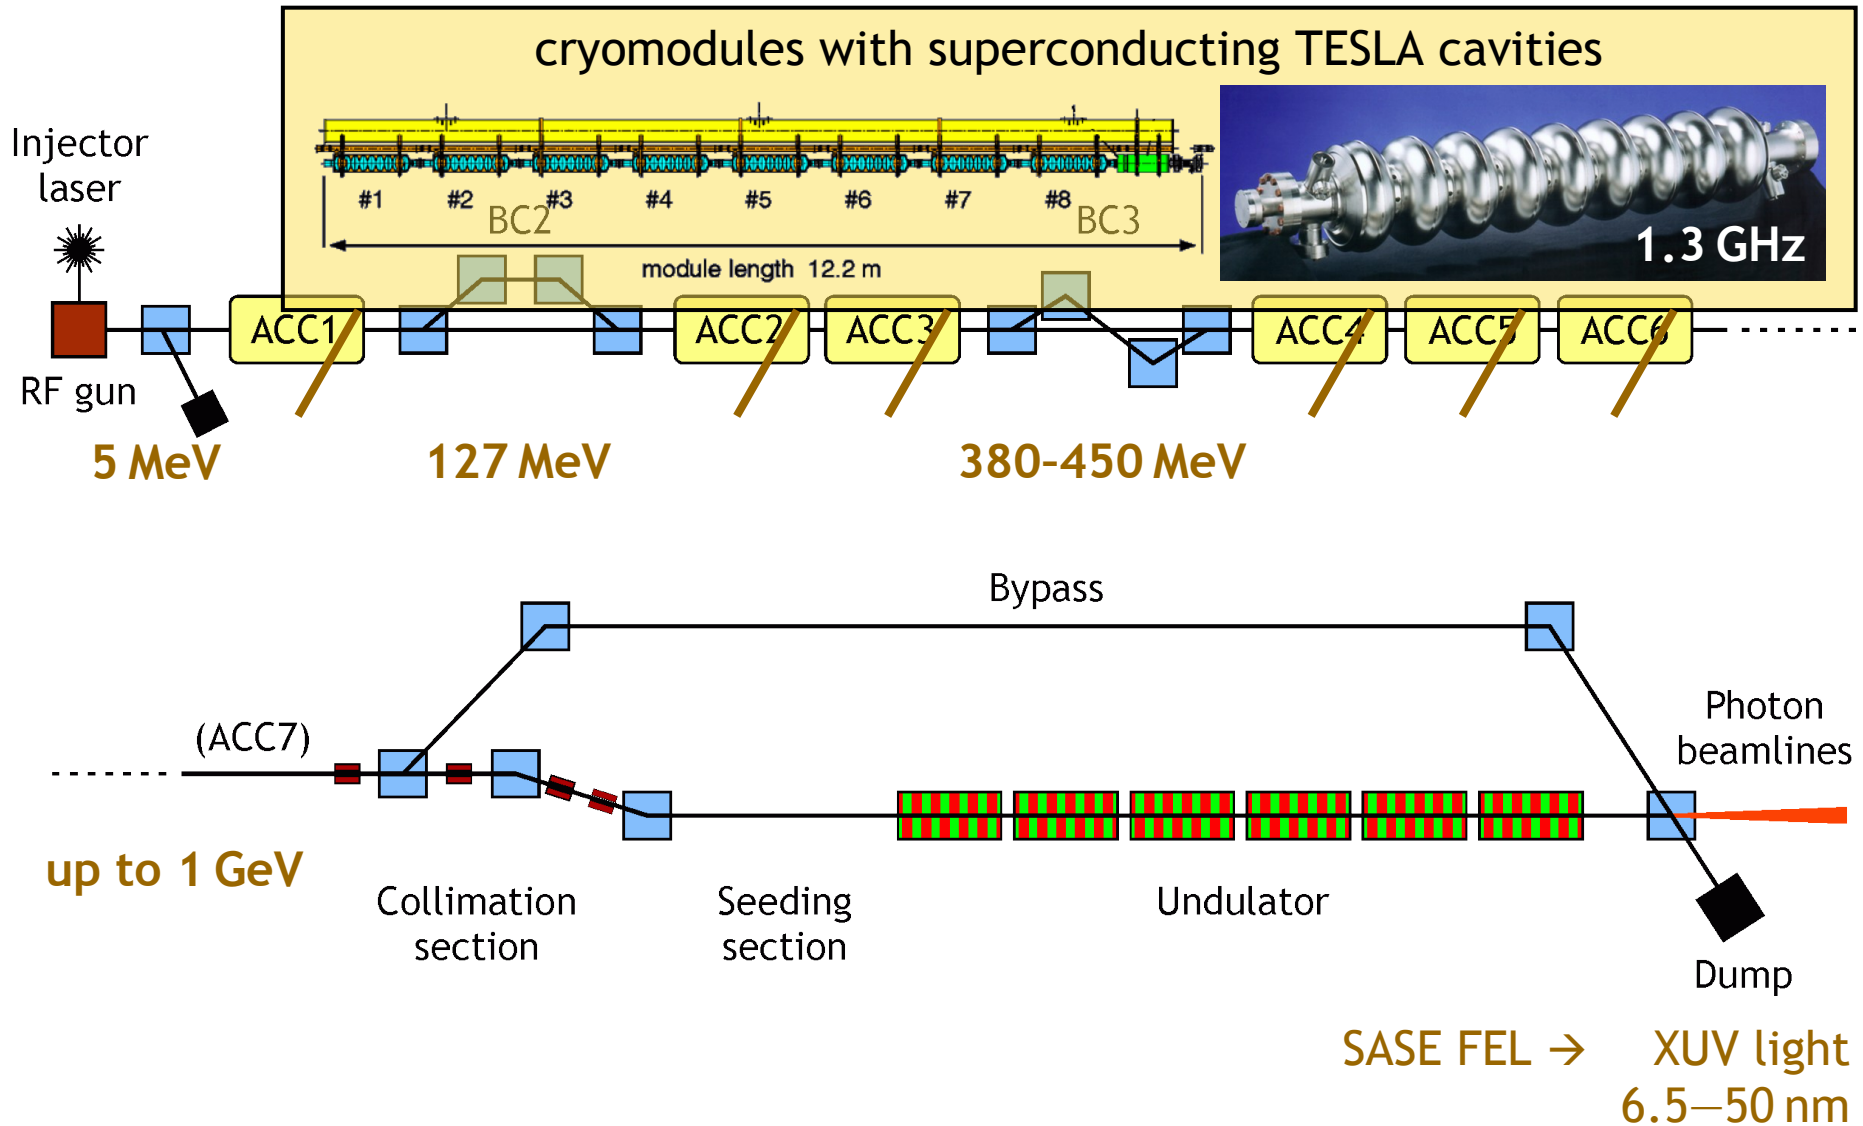 cryomodules with superconducting TESLA cavities
Injector
laser
#1 #2 #3 #4 #5 #6 #7 #8
BC2
BC3
module length 12.2 m
1.3 GHz
ACC1
ACC2
ACC3
ACC4
ACC5
ACC6
RF gun
5 MeV
127 MeV
380–450 MeV
Bypass
(ACC7)
Photon
beamlines
up to 1 GeV
Collimation
section
Seeding
section
Undulator
Dump
SASE FEL → XUV light
6.5—50 nm